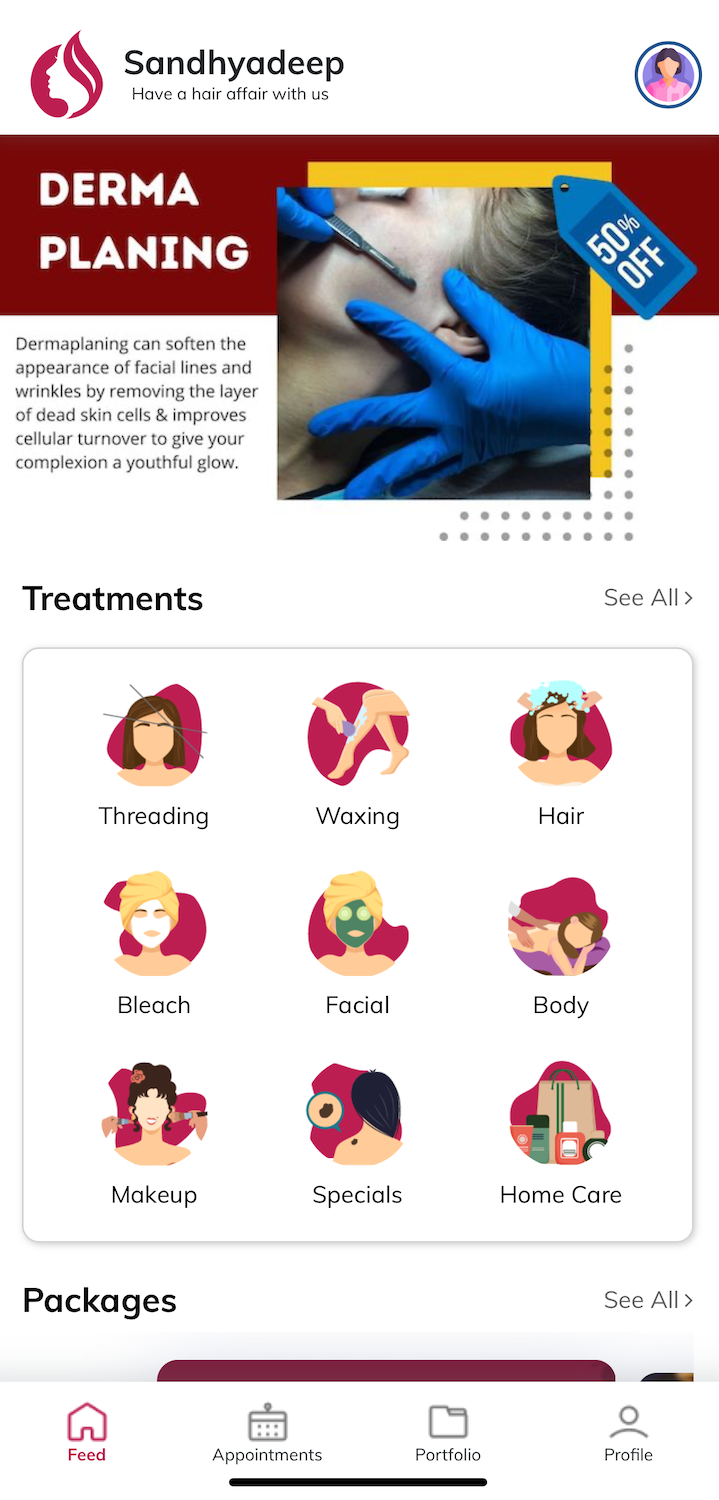 Sandhyadeep
Have a hair affair with us
DERMA
PLANING
50%
OFF
Dermaplaning can soften the
appearance of facial lines and
wrinkles by removing the layer
of dead skin cells & improves
cellular turnover to give your
complexion a youthful glow.
Treatments
See All
Threading
Waxing
Hair
Bleach
Facial
Body
Makeup
Specials
Home Care
Packages
See All
Feed
Appointments
Portfolio
Profile